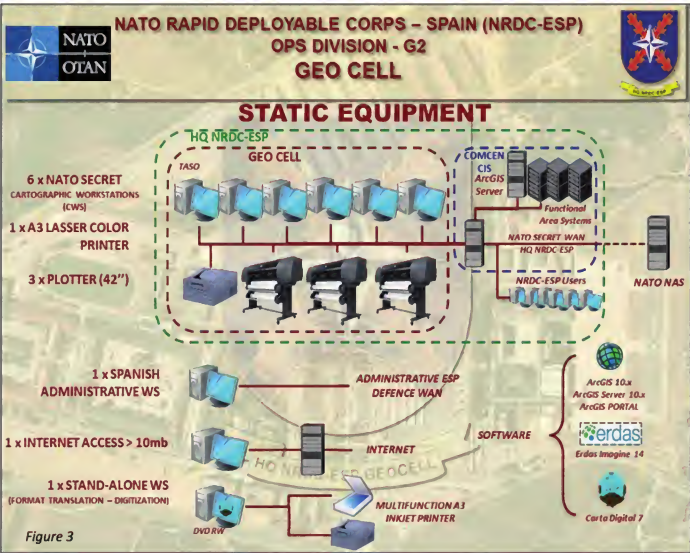 NATO
OTAN
NATO RAPID DEPLOYABLE CORPS – SPAIN (NRDC-ESP)
OPS DIVISION - G2
GEO CELL
HQ NRDC-ESP
STATIC EQUIPMENT
HQ NRDC-ESP
GEO CELL
TASO
COMCEN
CIS
ArcGIS
Server
Functional
Area Systems
6 x NATO SECRET
CARTOGRAPHIC WORKSTATIONS
(CWS)
1 x A3 LASSER COLOR
PRINTER
3 x PLOTTER (42”)
NATO SECRET WAN
HQ NRDC-ESP
NRDC-ESP Users
NATO NAS
1 x SPANISH
ADMINISTRATIVE WS
ADMINISTRATIVE ESP
DEFENCE WAN
1 x INTERNET ACCESS > 10mb
INTERNET
HQ NRDC-ESP GEOCELL
1 x STAND-ALONE WS
(FORMAT TRANSLATION – DIGITIZATION)
DVD RW
MULTIFUNCTION A3
INKJET PRINTER
SOFTWARE
ArcGIS 10.x
ArcGIS Server 10.x
ArcGIS PORTAL
erdas
Erdas Imagine 14
Carta Digital 7
Figure 3